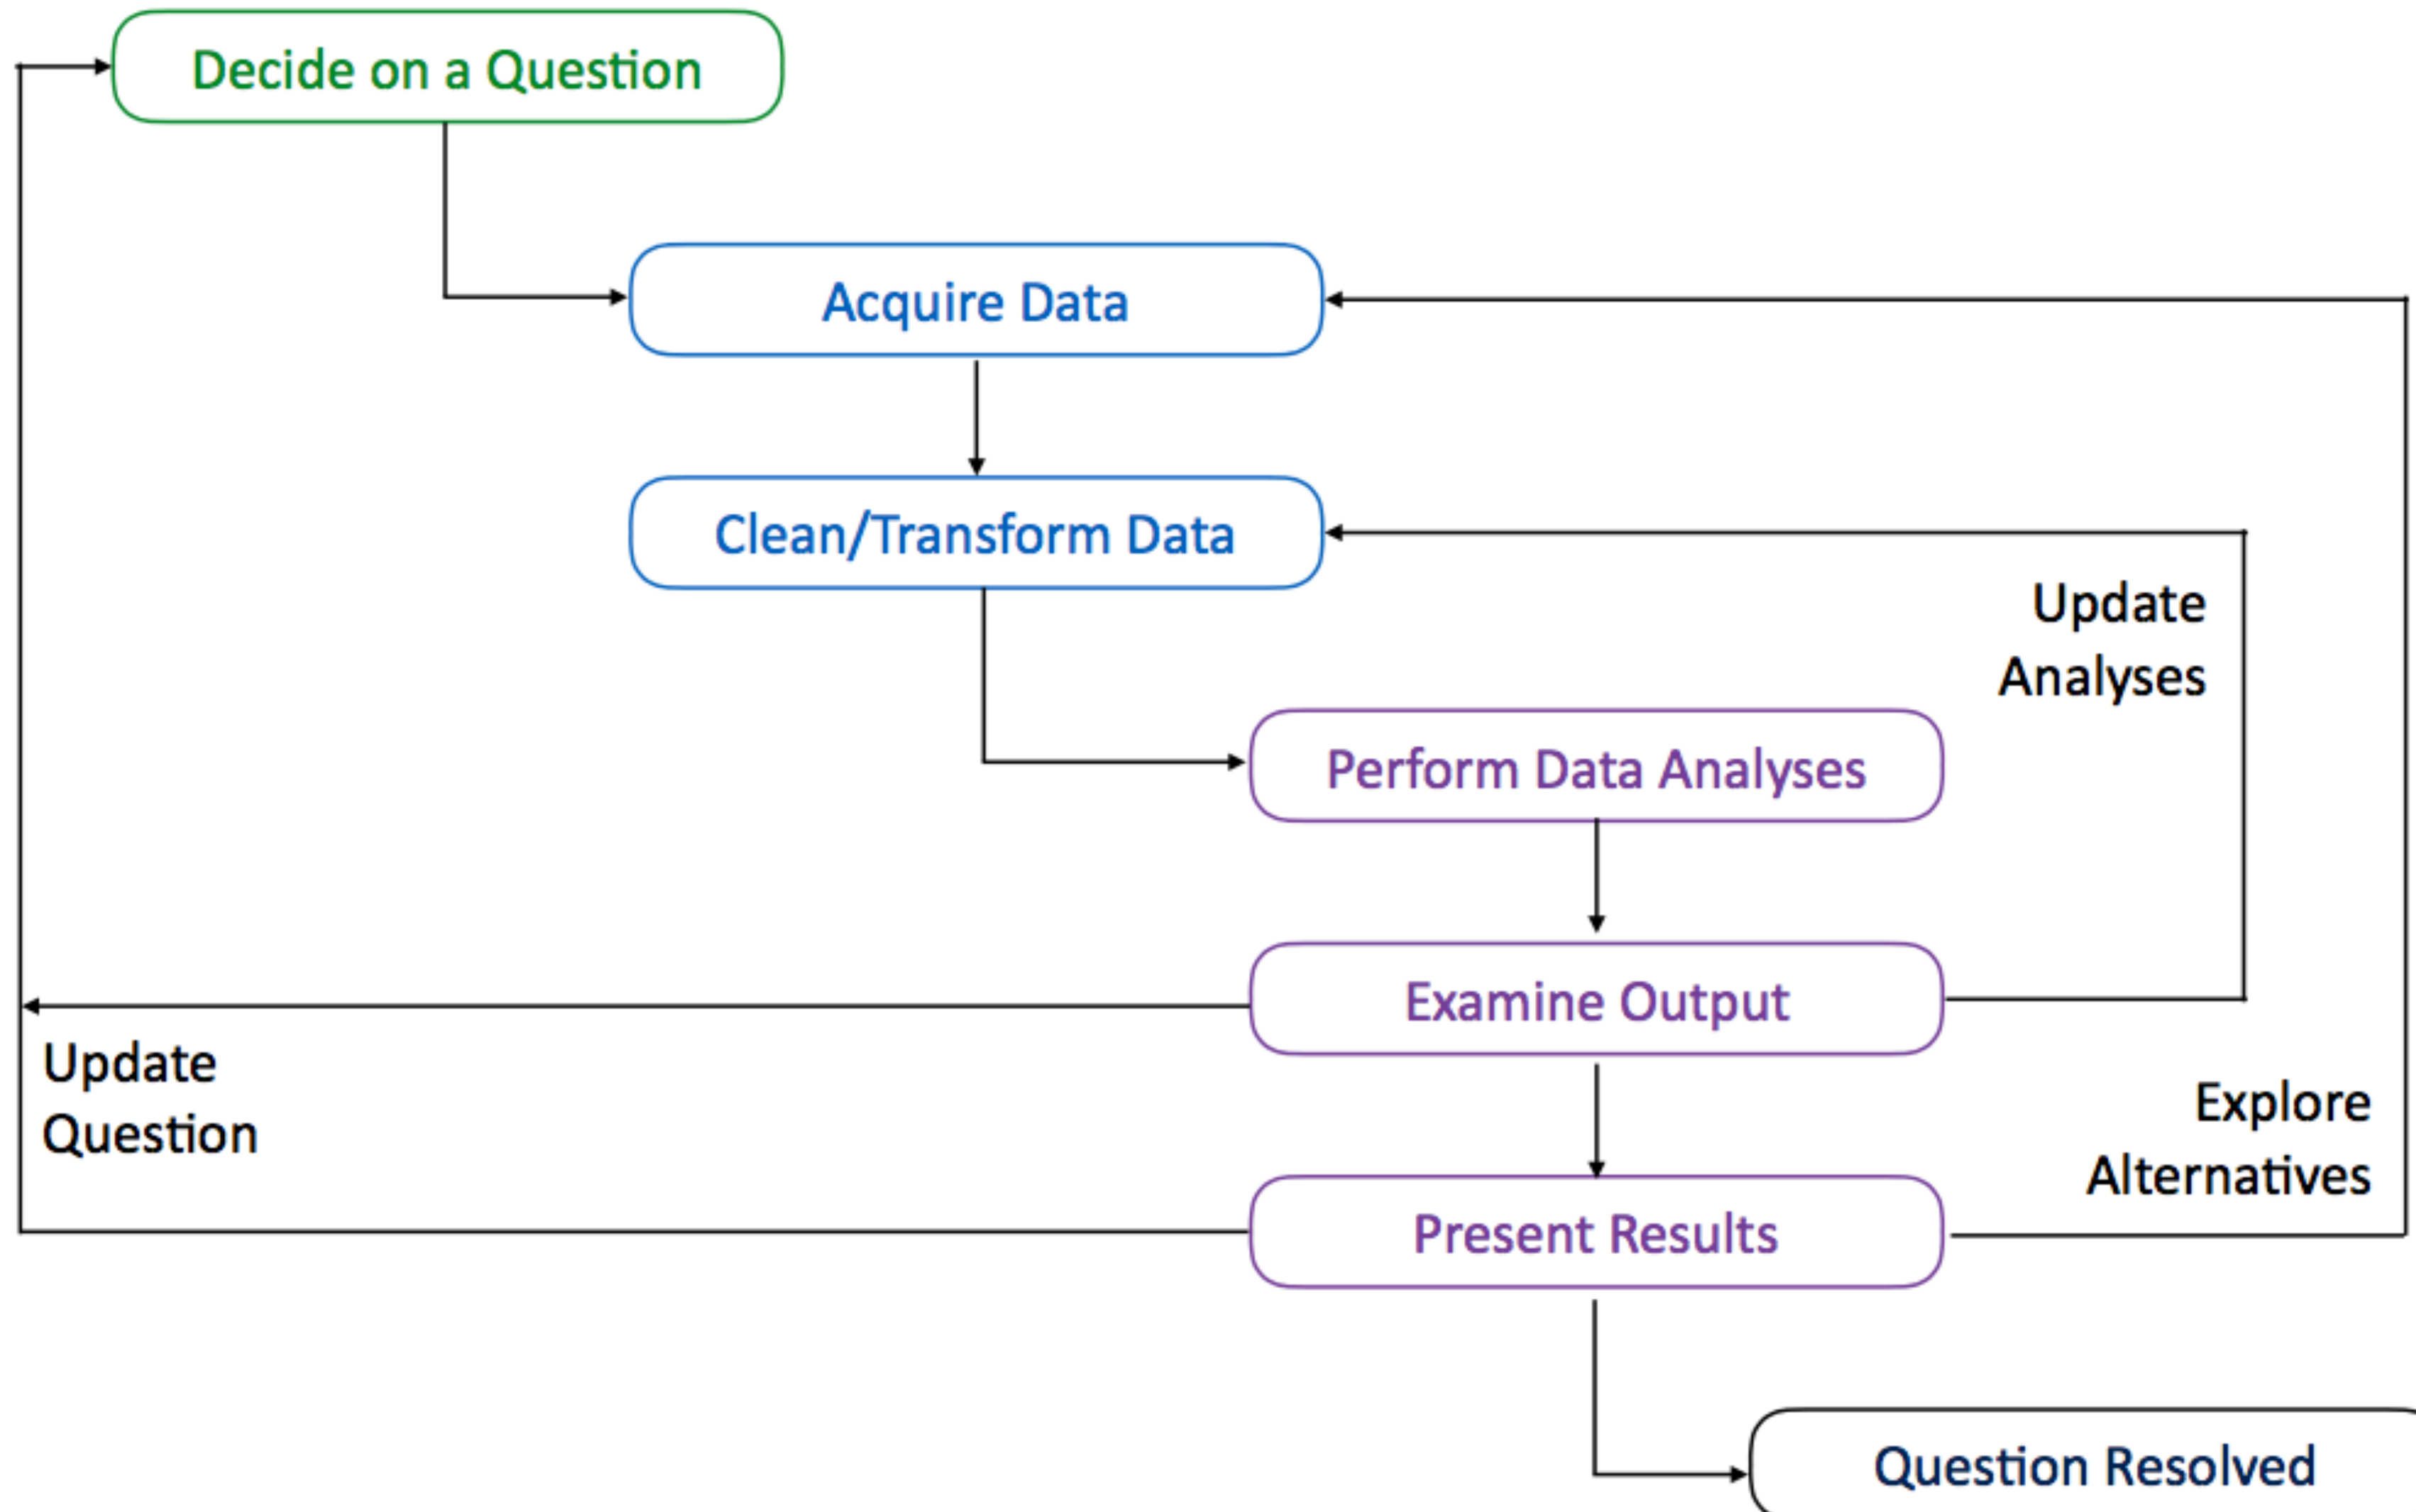 Decide on a Question
Acquire Data
Clean/Transform Data
Update
Analyses
Perform Data Analyses
Examine Output
Update
Question
Explore
Alternatives
Present Results
Question Resolved